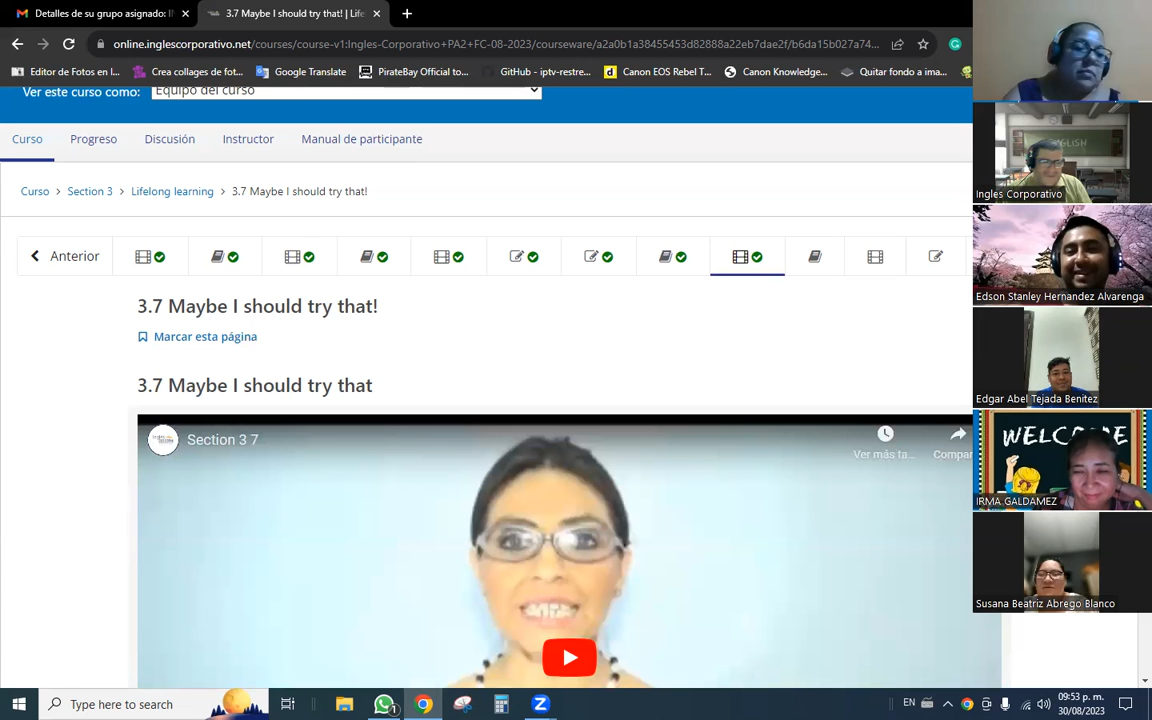 Detalles de su grupo asignado: II
3.7 Maybe I should try that! | Life
online.inglescorporativo.net/courses/course-v1:Ingles-Corporativo+PA2+FC-08-2023/courseware/a2a0b1a38455453d82888a22eb7dae2f/b6da15b027a74...
Editor de Fotos en l...
Crea collages de fot...
Google Translate
PirateBay Official to...
GitHub - iptv-restre...
Canon EOS Rebel T...
Canon Knowledge...
Quitar fondo a ima...
Ver este curso como:
Equipo del curso
Curso
Progreso
Discusión
Instructor
Manual de participante
Curso > Section 3 > Lifelong learning > 3.7 Maybe I should try that!
Anterior
3.7 Maybe I should try that!
Marcar esta página
3.7 Maybe I should try that
Section 3 7
Ver más ta...
Compar
ENGLISH
Ingles Corporativo
Edson Stanley Hernandez Alvarenga
Edgar Abel Tejada Benitez
WELCOME
IRMA GALDAMEZ
Susana Beatriz Abrego Blanco
Type here to search
1
EN
09:53 p. m.
30/08/2023